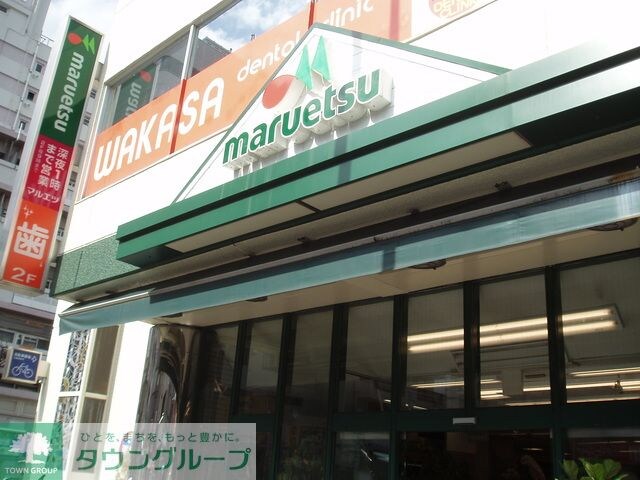 maruetsu
深夜1時
まで営業
マルエツ
歯
2F
WAKASA dental clinic
maruetsu
TOWN GROUP
ひとを、まちを、もっと豊かに。
タウングループ